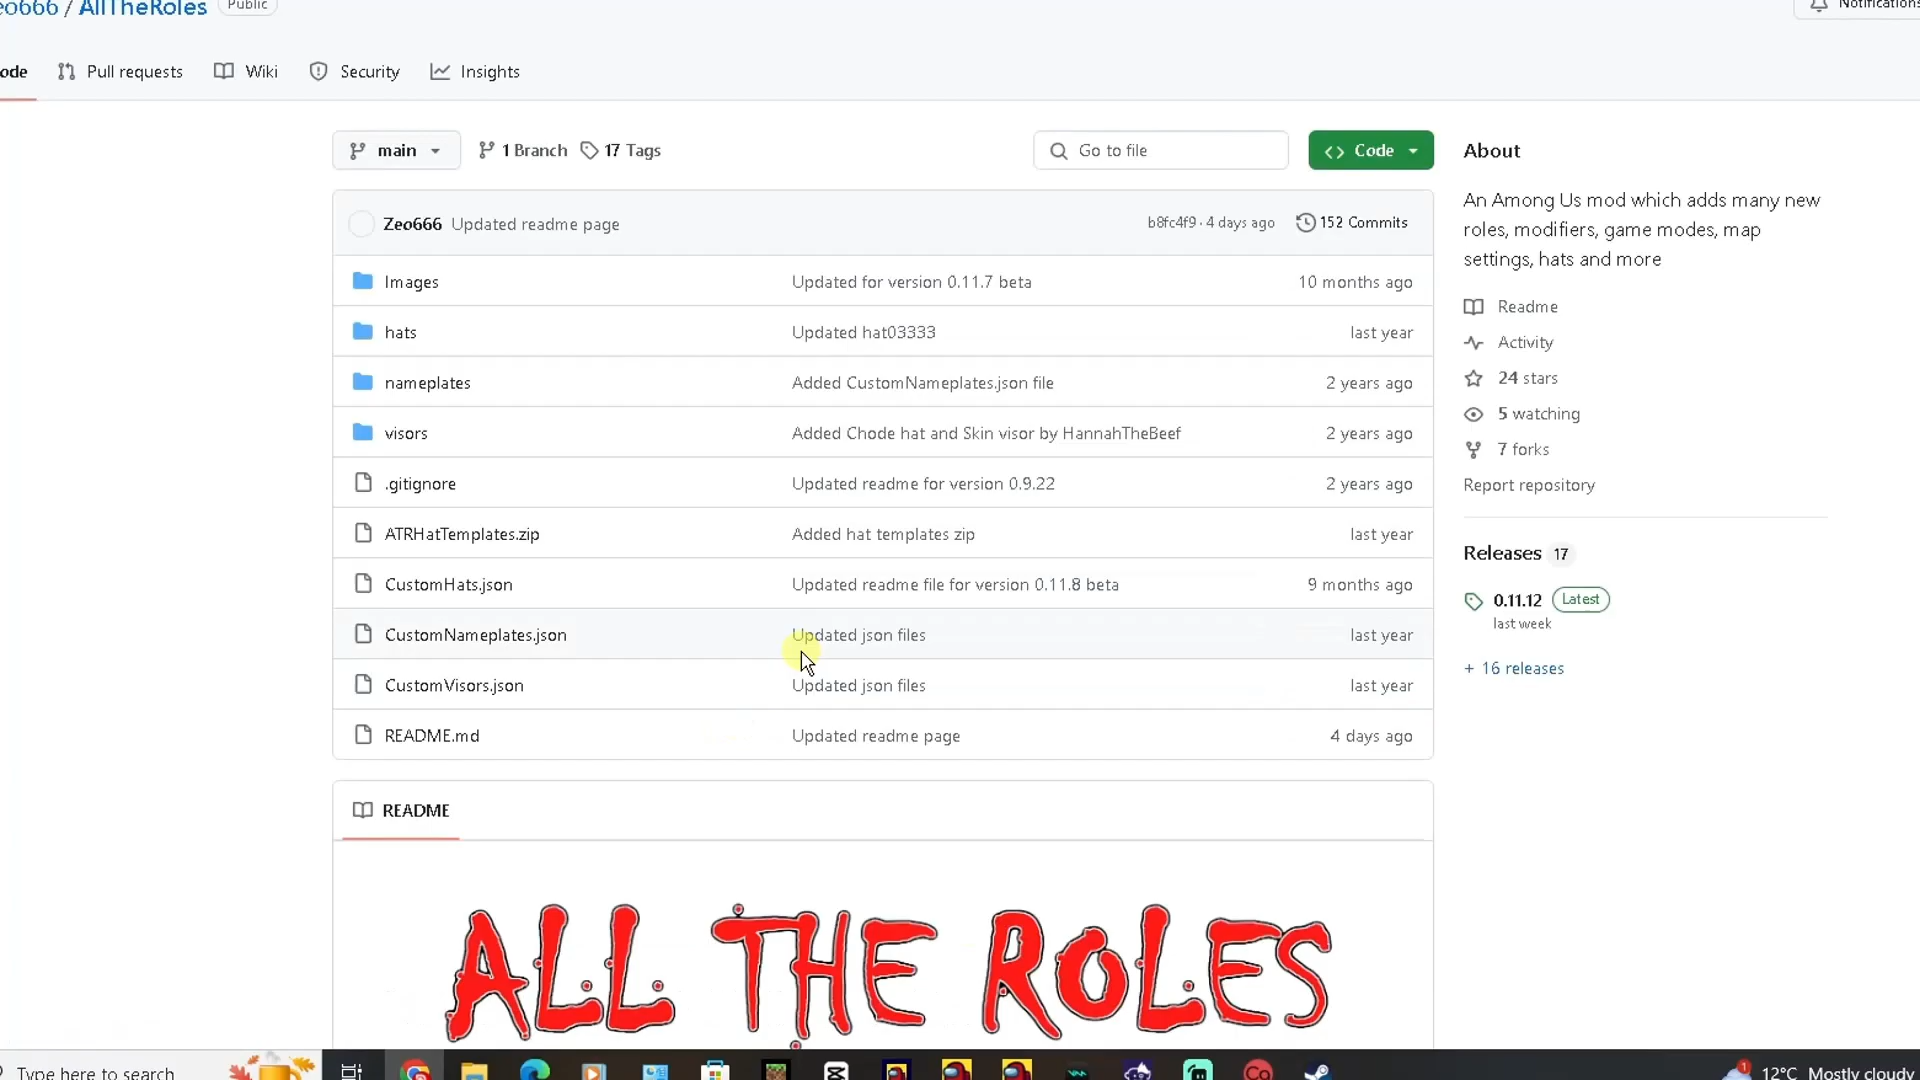 eo666 / AllTheRoles Public
Notifications
ode Pull requests Wiki Security Insights
main 1 Branch 17 Tags Go to file Code
Zeo666 Updated readme page b8fc4f9 · 4 days ago 152 Commits
Images Updated for version 0.11.7 beta 10 months ago
hats Updated hat03333 last year
nameplates Added CustomNameplates.json file 2 years ago
visors Added Chode hat and Skin visor by HannahTheBeef 2 years ago
.gitignore Updated readme for version 0.9.22 2 years ago
ATRHatTemplates.zip Added hat templates zip last year
CustomHats.json Updated readme file for version 0.11.8 beta 9 months ago
CustomNameplates.json Updated json files last year
CustomVisors.json Updated json files last year
README.md Updated readme page 4 days ago
README
ALL THE ROLES
About
An Among Us mod which adds many new
roles, modifiers, game modes, map
settings, hats and more
Readme
Activity
24 stars
5 watching
7 forks
Report repository
Releases 17
0.11.12 Latest
last week
+ 16 releases
Type here to search
1
12°C Mostly cloudy